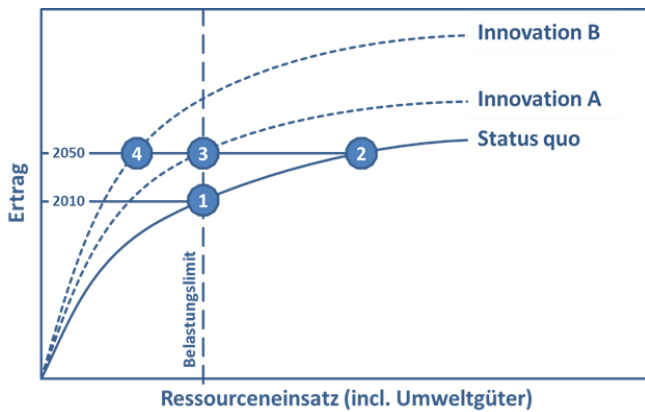 Innovation B
Innovation A
Status quo
2050
4
3
2
2010
1
Ertrag
Belastungslimit
Ressourceneinsatz (incl. Umweltgüter)